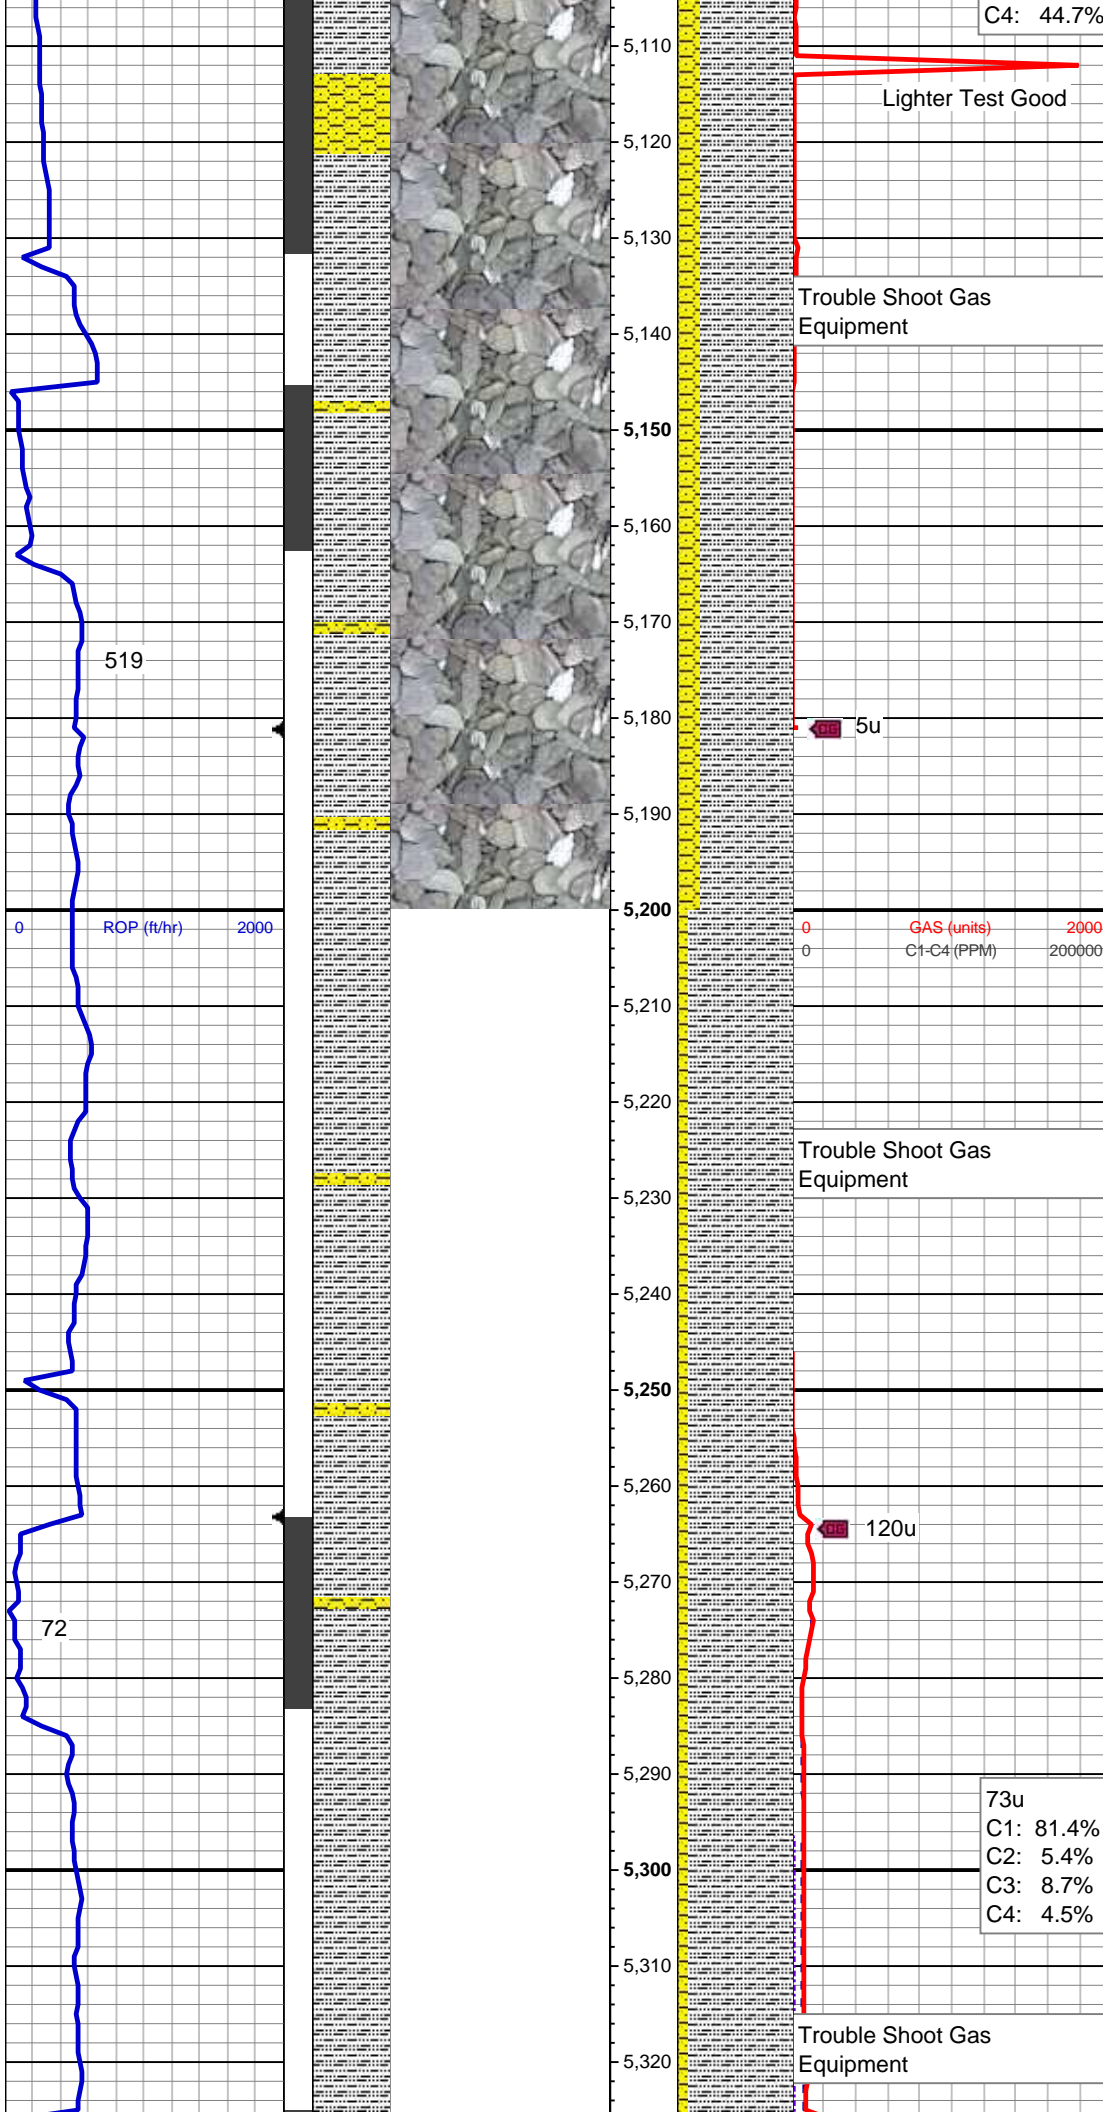 C4: 44.7%
5,110
Lighter Test Good
5,120
5,130
Trouble Shoot Gas
Equipment
5,140
5,150
5,160
5,170
519
5,180
CG 5u
5,190
5,200
0 ROP (ft/hr) 2000
0 GAS (units) 2000
0 C1-C4 (PPM) 200000
5,210
5,220
Trouble Shoot Gas
Equipment
5,230
5,240
5,250
5,260
CG 120u
5,270
72
5,280
5,290
73u
C1: 81.4%
C2: 5.4%
5,300
C3: 8.7%
C4: 4.5%
5,310
Trouble Shoot Gas
Equipment
5,320